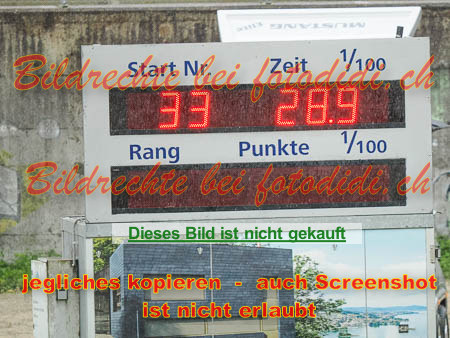 MUSTANG
Start Nr. Zeit 1/100
Bildrechte bei fotodidi.ch
33 28.9
Rang Punkte 1/100
Bildrechte bei fotodidi.ch
Dieses Bild ist nicht gekauft
jegliches kopieren - auch Screenshot
ist nicht erlaubt